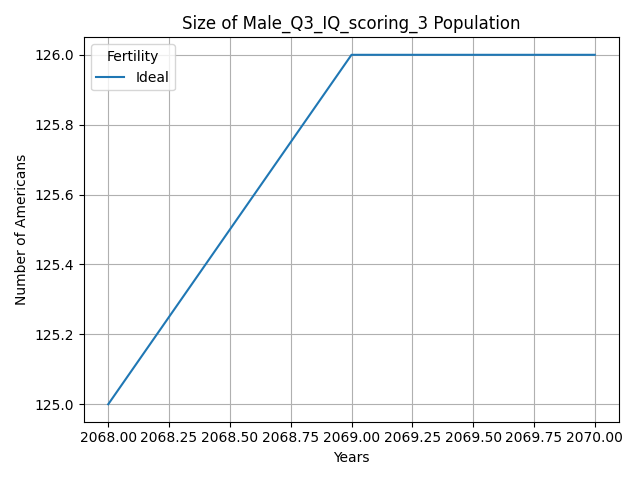 Size of Male_Q3_IQ_scoring_3 Population
Fertility
Ideal
126.0
125.8
125.6
125.4
125.2
125.0
Number of Americans
2068.00 2068.25 2068.50 2068.75 2069.00 2069.25 2069.50 2069.75 2070.00
Years